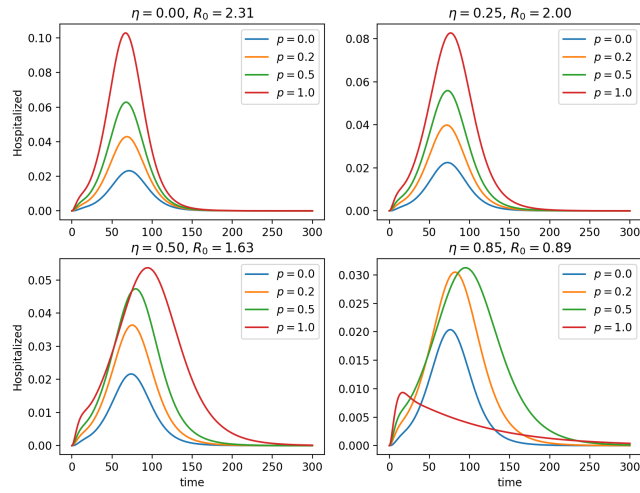 η = 0.00, R₀ = 2.31
Hospitalized
0.10
0.08
0.06
0.04
0.02
0.00
p = 0.0
p = 0.2
p = 0.5
p = 1.0
0 50 100 150 200 250 300
η = 0.25, R₀ = 2.00
0.08
0.06
0.04
0.02
0.00
p = 0.0
p = 0.2
p = 0.5
p = 1.0
0 50 100 150 200 250 300
η = 0.50, R₀ = 1.63
Hospitalized
0.05
0.04
0.03
0.02
0.01
0.00
p = 0.0
p = 0.2
p = 0.5
p = 1.0
0 50 100 150 200 250 300
time
η = 0.85, R₀ = 0.89
0.030
0.025
0.020
0.015
0.010
0.005
0.000
p = 0.0
p = 0.2
p = 0.5
p = 1.0
0 50 100 150 200 250 300
time